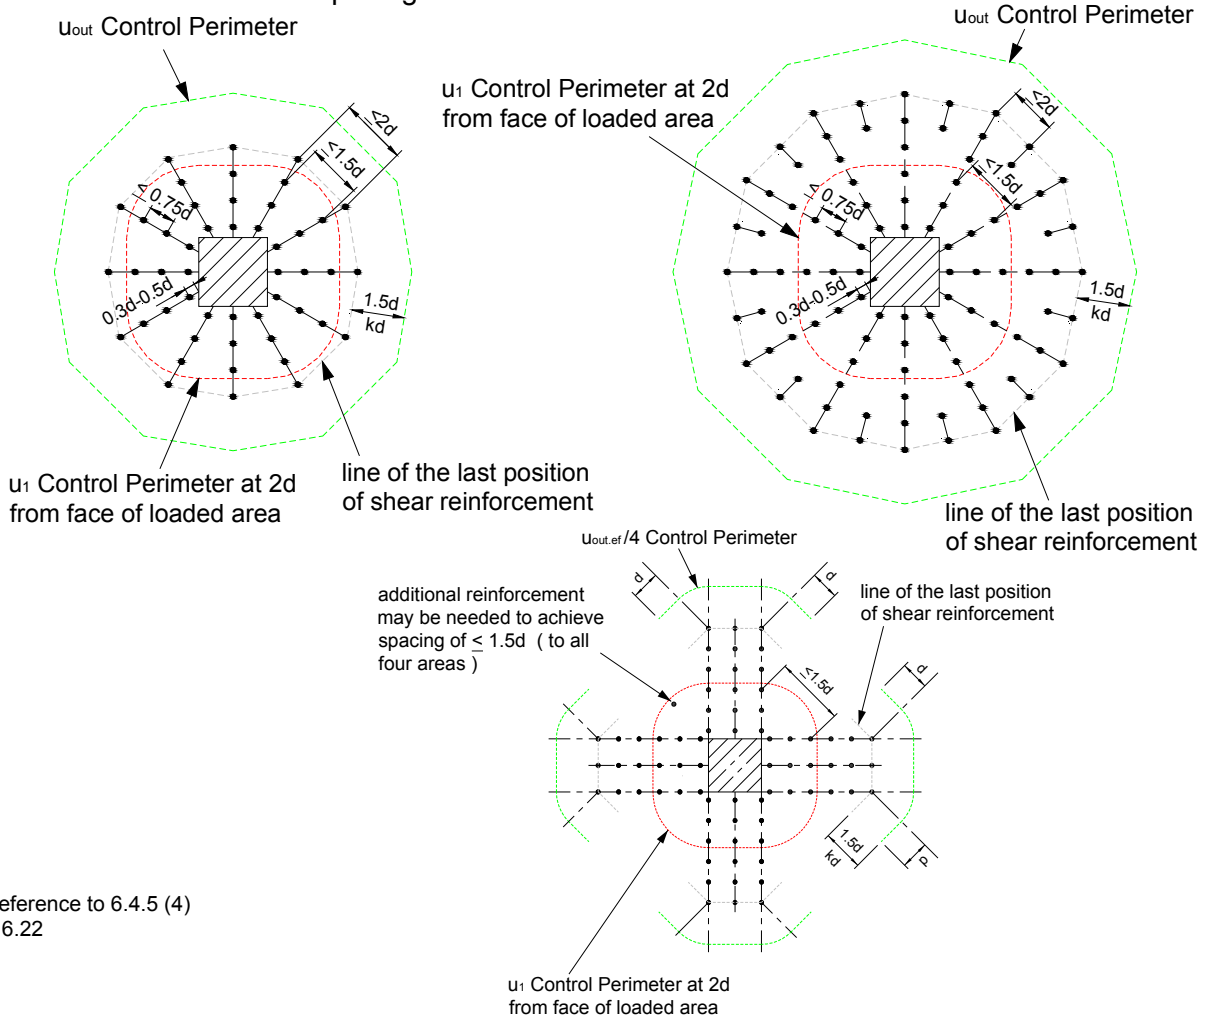 u1 Control Perimeter at 2d
from face of loaded area
uout Control Perimeter
≤2d
≤1.5d
≤ 0.75d
0.3d-0.5d
1.5d
kd
u1 Control Perimeter at 2d
from face of loaded area
line of the last position
of shear reinforcement
uout Control Perimeter
≤2d
≤1.5d
≤ 0.75d
0.3d-0.5d
1.5d
kd
line of the last position
of shear reinforcement
uout.ef/4 Control Perimeter
additional reinforcement
may be needed to achieve
spacing of ≤ 1.5d ( to all
four areas )
d
d
line of the last position
of shear reinforcement
≤1.5d
d
1.5d
kd
d
eference to 6.4.5 (4)
6.22
u1 Control Perimeter at 2d
from face of loaded area